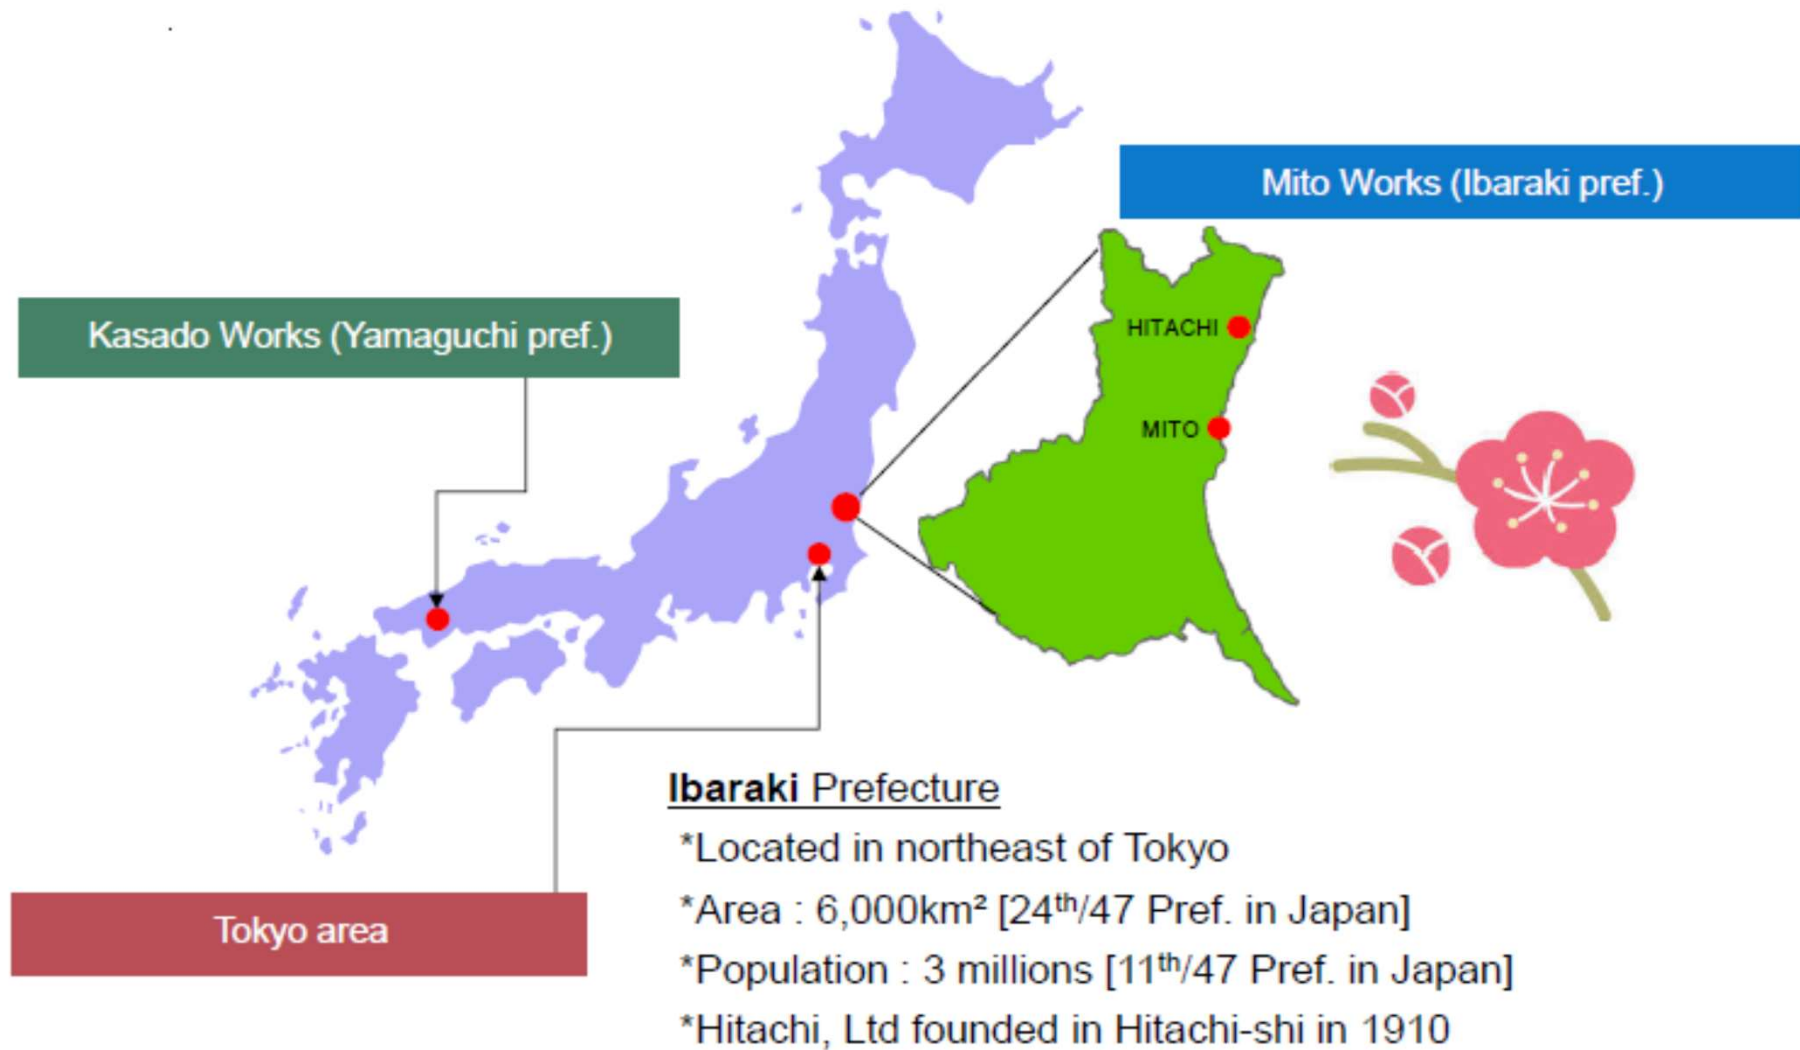 Mito Works (Ibaraki pref.)
Kasado Works (Yamaguchi pref.)
HITACHI
MITO
Tokyo area
Ibaraki Prefecture
*Located in northeast of Tokyo
*Area : 6,000km² [24th/47 Pref. in Japan]
*Population : 3 millions [11th/47 Pref. in Japan]
*Hitachi, Ltd founded in Hitachi-shi in 1910